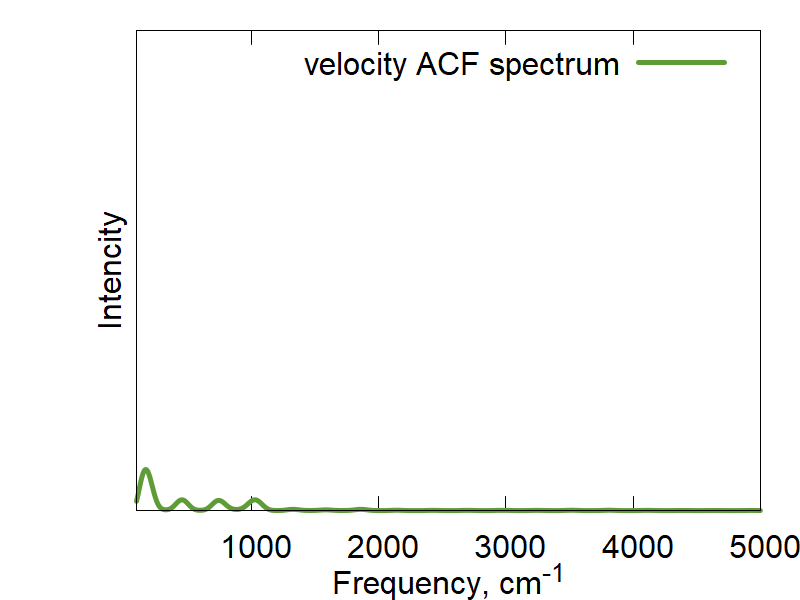 velocity ACF spectrum
Intencity
1000 2000 3000 4000 5000
Frequency, cm-1